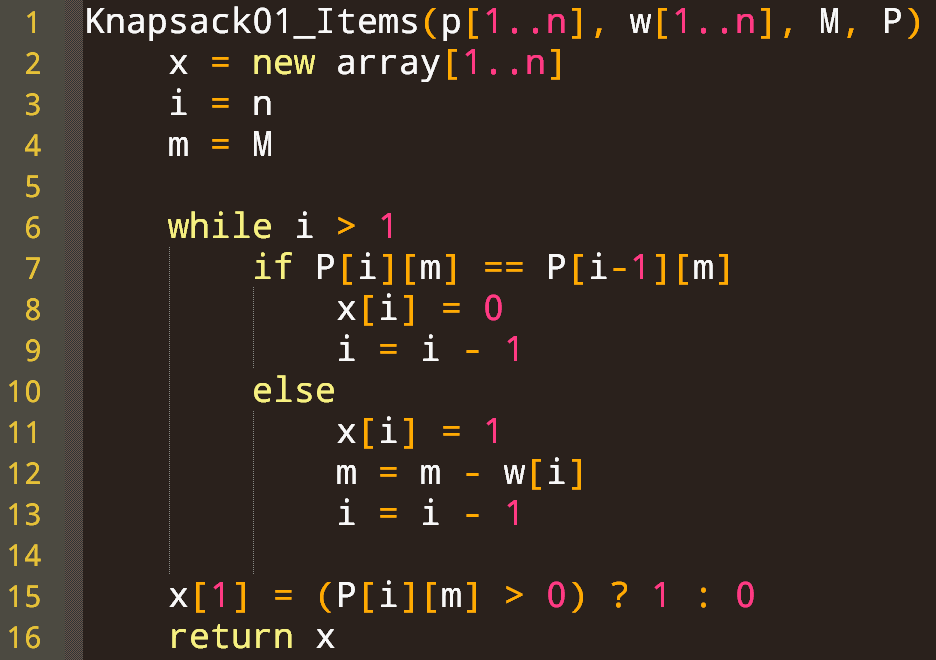 1 Knapsack01_Items(p[1..n], w[1..n], M, P)
2 x = new array[1..n]
3 i = n
4 m = M
5
6 while i > 1
7 if P[i][m] == P[i-1][m]
8 x[i] = 0
9 i = i - 1
10 else
11 x[i] = 1
12 m = m - w[i]
13 i = i - 1
14
15 x[1] = (P[i][m] > 0) ? 1 : 0
16 return x